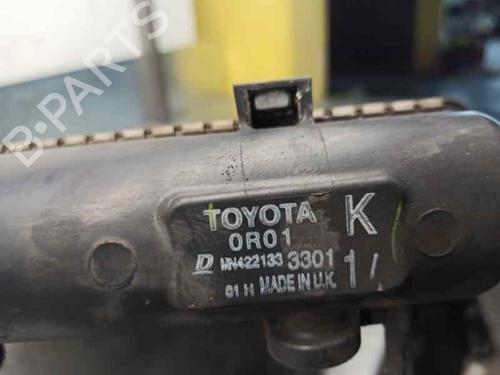 B-PARTS
TOYOTA K
0R01
D MN422133 3301 1/
01 H MADE IN U.K.